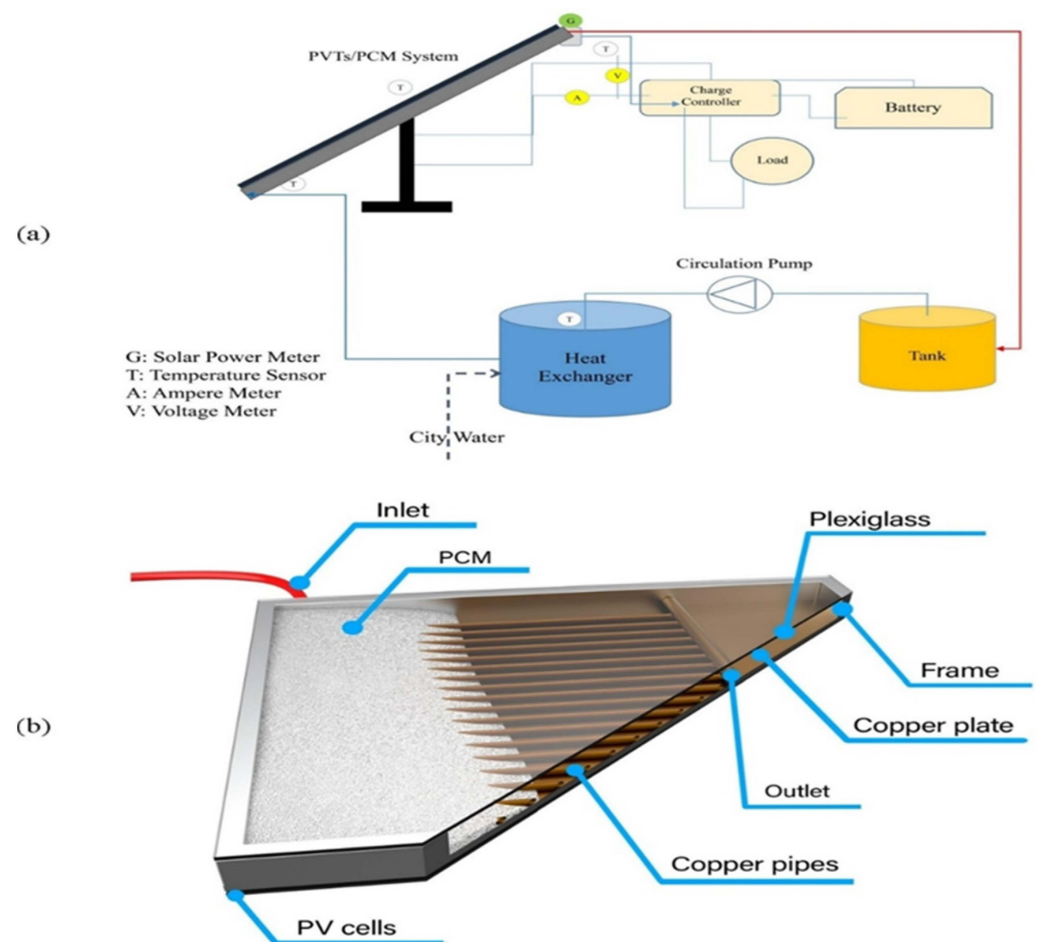 G
PVTs/PCM System
T
T
V
A
Charge
Controller
Battery
Load
T
(a)
Circulation Pump
T
Heat
Exchanger
Tank
G: Solar Power Meter
T: Temperature Sensor
A: Ampere Meter
V: Voltage Meter
City Water
Inlet
PCM
Plexiglass
Frame
(b)
Copper plate
Outlet
Copper pipes
PV cells